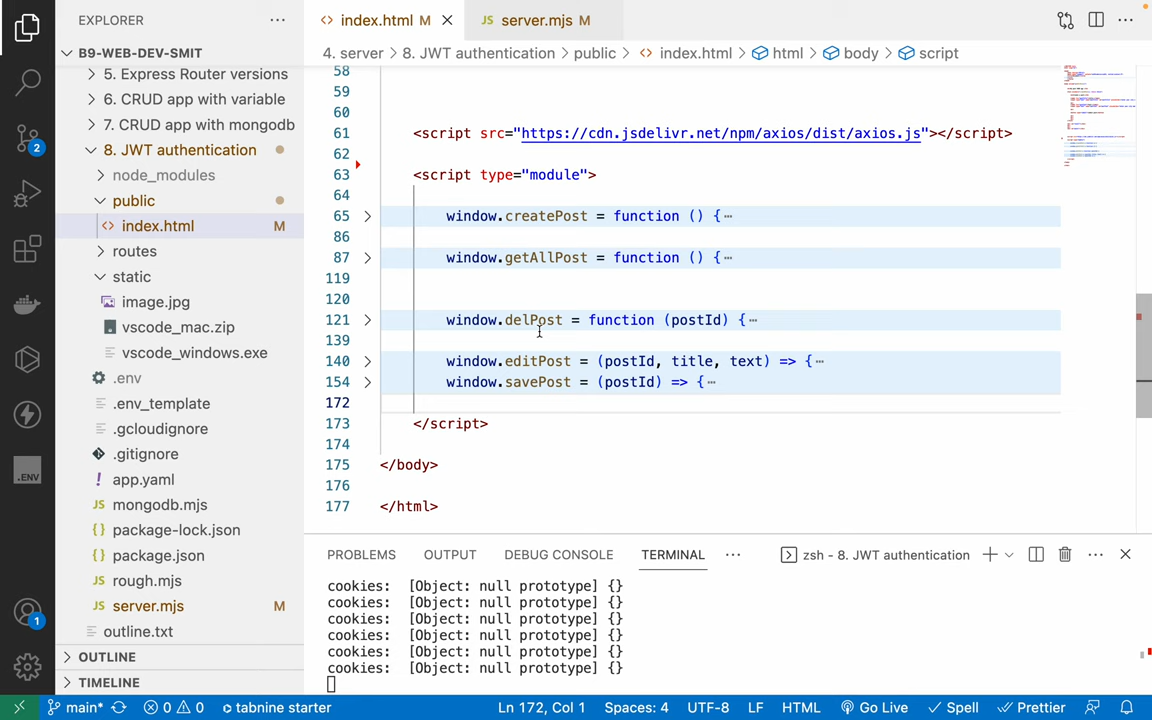 EXPLORER
B9-WEB-DEV-SMIT
5. Express Router versions
6. CRUD app with variable
7. CRUD app with mongodb
8. JWT authentication
node_modules
public
index.html M
routes
static
image.jpg
vscode_mac.zip
vscode_windows.exe
.env
.env_template
.gcloudignore
.gitignore
app.yaml
mongodb.mjs
package-lock.json
package.json
rough.mjs
server.mjs M
outline.txt
OUTLINE
TIMELINE
2
.ENV
1
index.html M
JS server.mjs M
4. server > 8. JWT authentication > public > index.html > html > body > script
58
59
60
61 <script src="https://cdn.jsdelivr.net/npm/axios/dist/axios.js"></script>
62
63 <script type="module">
64
65 window.createPost = function () {…
86
87 window.getAllPost = function () {…
119
120
121 window.delPost = function (postId) {…
139
140 window.editPost = (postId, title, text) => {…
154 window.savePost = (postId) => {…
172
173 </script>
174
175 </body>
176
177 </html>
PROBLEMS OUTPUT DEBUG CONSOLE TERMINAL
zsh - 8. JWT authentication
cookies: [Object: null prototype] {}
cookies: [Object: null prototype] {}
cookies: [Object: null prototype] {}
cookies: [Object: null prototype] {}
cookies: [Object: null prototype] {}
cookies: [Object: null prototype] {}
main* 0 0 tabnine starter Ln 172, Col 1 Spaces: 4 UTF-8 LF HTML Go Live Spell Prettier